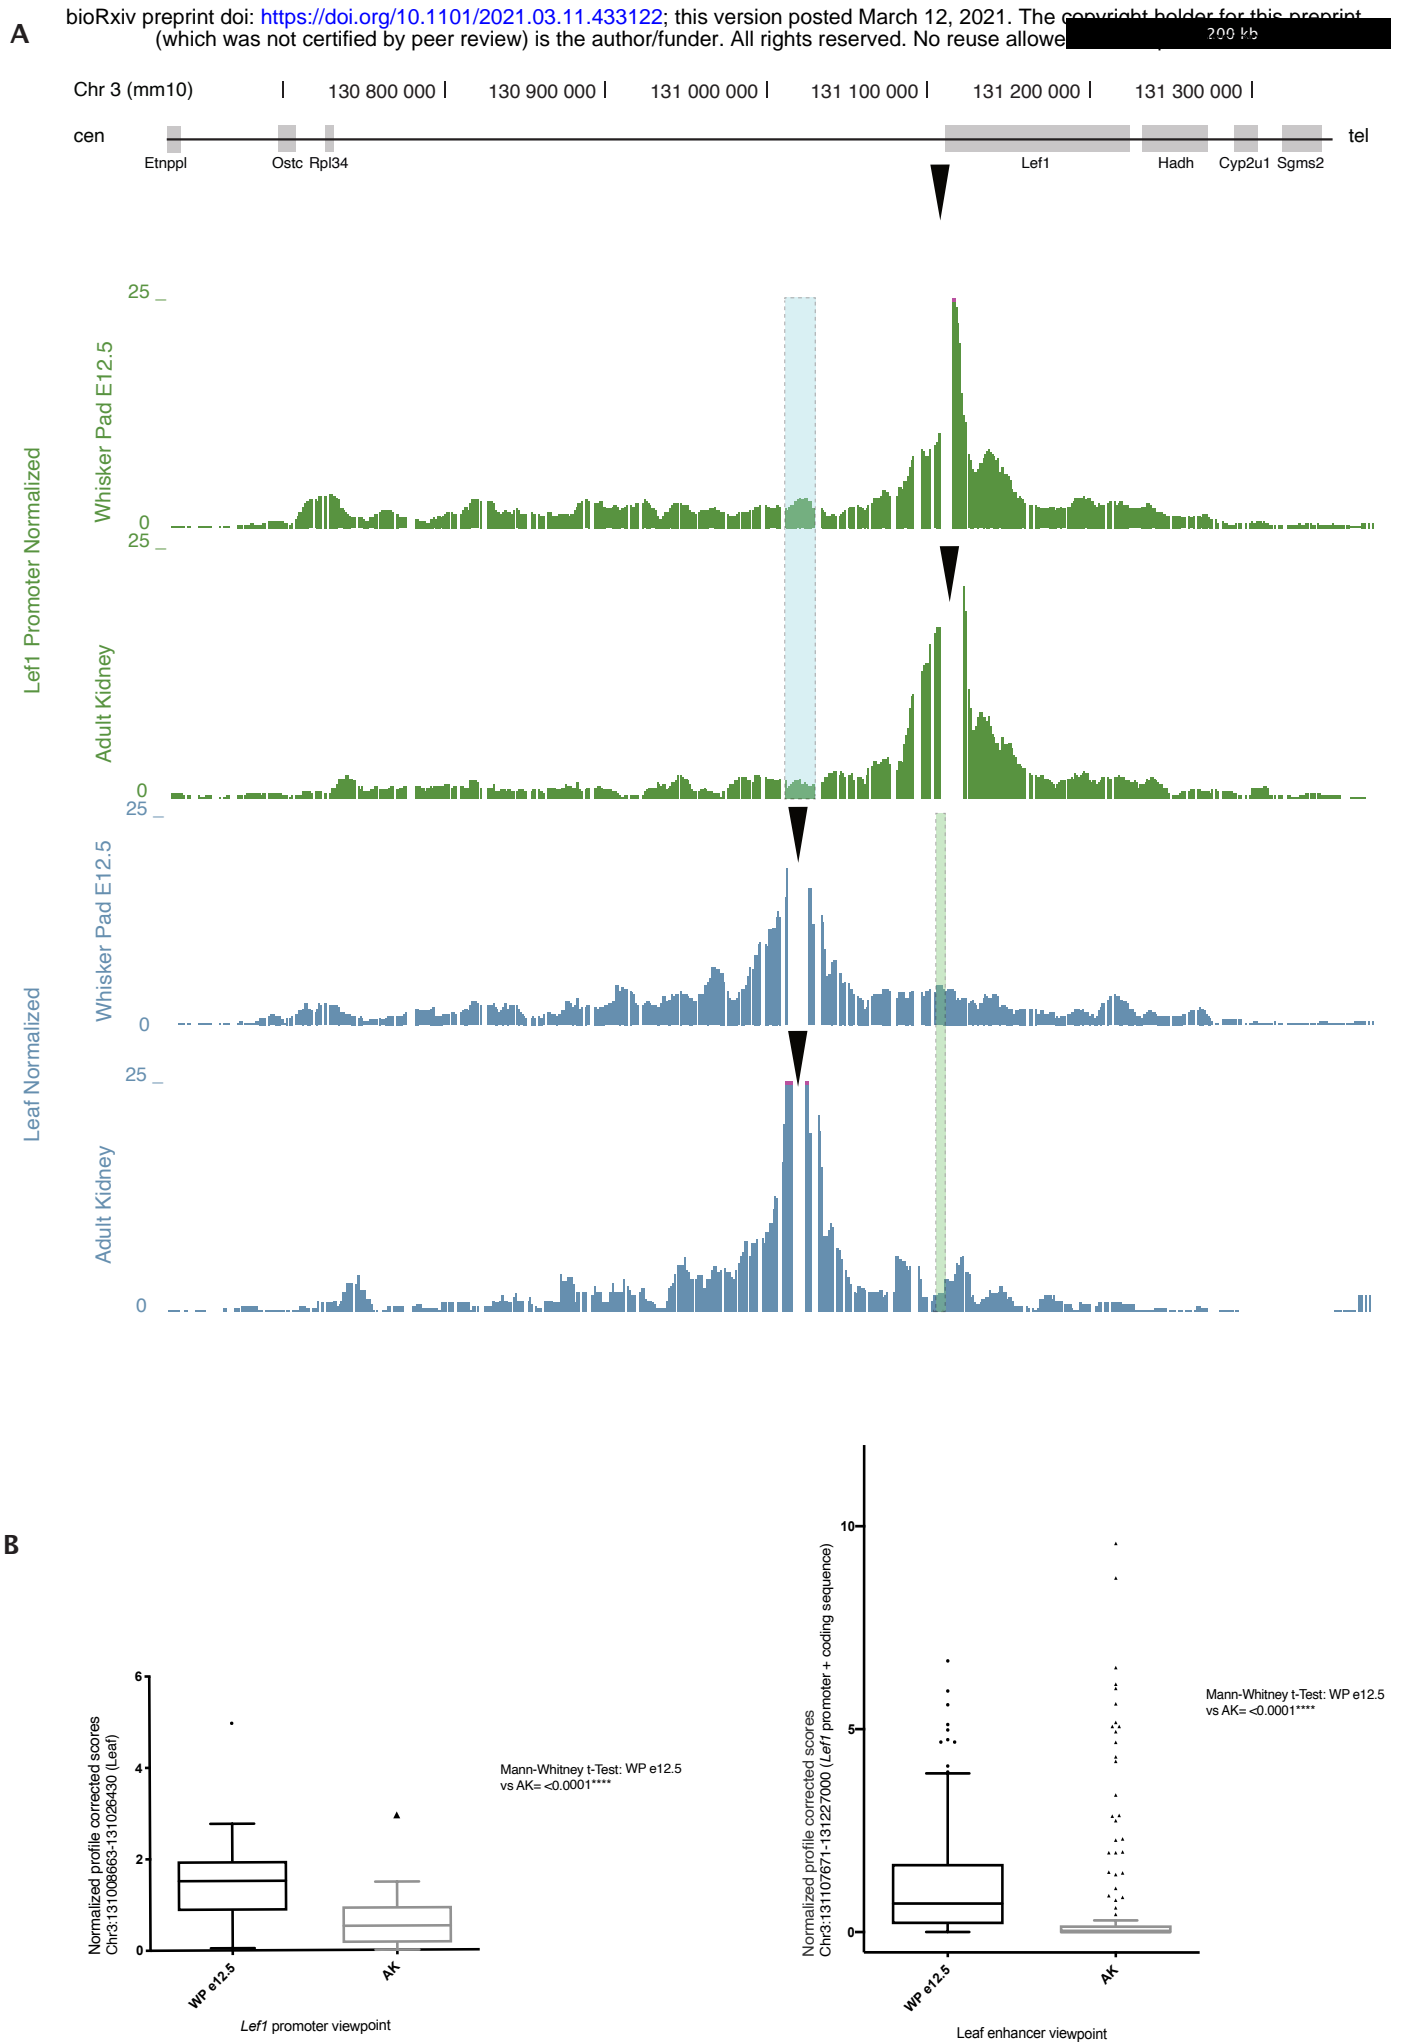 bioRxiv preprint doi: https://doi.org/10.1101/2021.03.11.433122; this version posted March 12, 2021. The copyright holder for this preprint
(which was not certified by peer review) is the author/funder. All rights reserved. No reuse allowe
200 kb
A
Chr 3 (mm10)
130 800 000
130 900 000
131 000 000
131 100 000
131 200 000
131 300 000
cen
tel
Etnppl
Ostc
Rpl34
Lef1
Hadh
Cyp2u1
Sgms2
Lef1 Promoter Normalized
Whisker Pad E12.5
25
0
Adult Kidney
25
0
Leaf Normalized
Whisker Pad E12.5
25
0
Adult Kidney
25
0
B
Normalized profile corrected scores
Chr3:131008663-131026430 (Leaf)
6
4
2
0
WP e12.5
AK
Lef1 promoter viewpoint
Mann-Whitney t-Test: WP e12.5
vs AK= <0.0001****
Normalized profile corrected scores
Chr3:131107671-131227000 (Lef1 promoter + coding sequence)
10
5
0
WP e12.5
AK
Leaf enhancer viewpoint
Mann-Whitney t-Test: WP e12.5
vs AK= <0.0001****